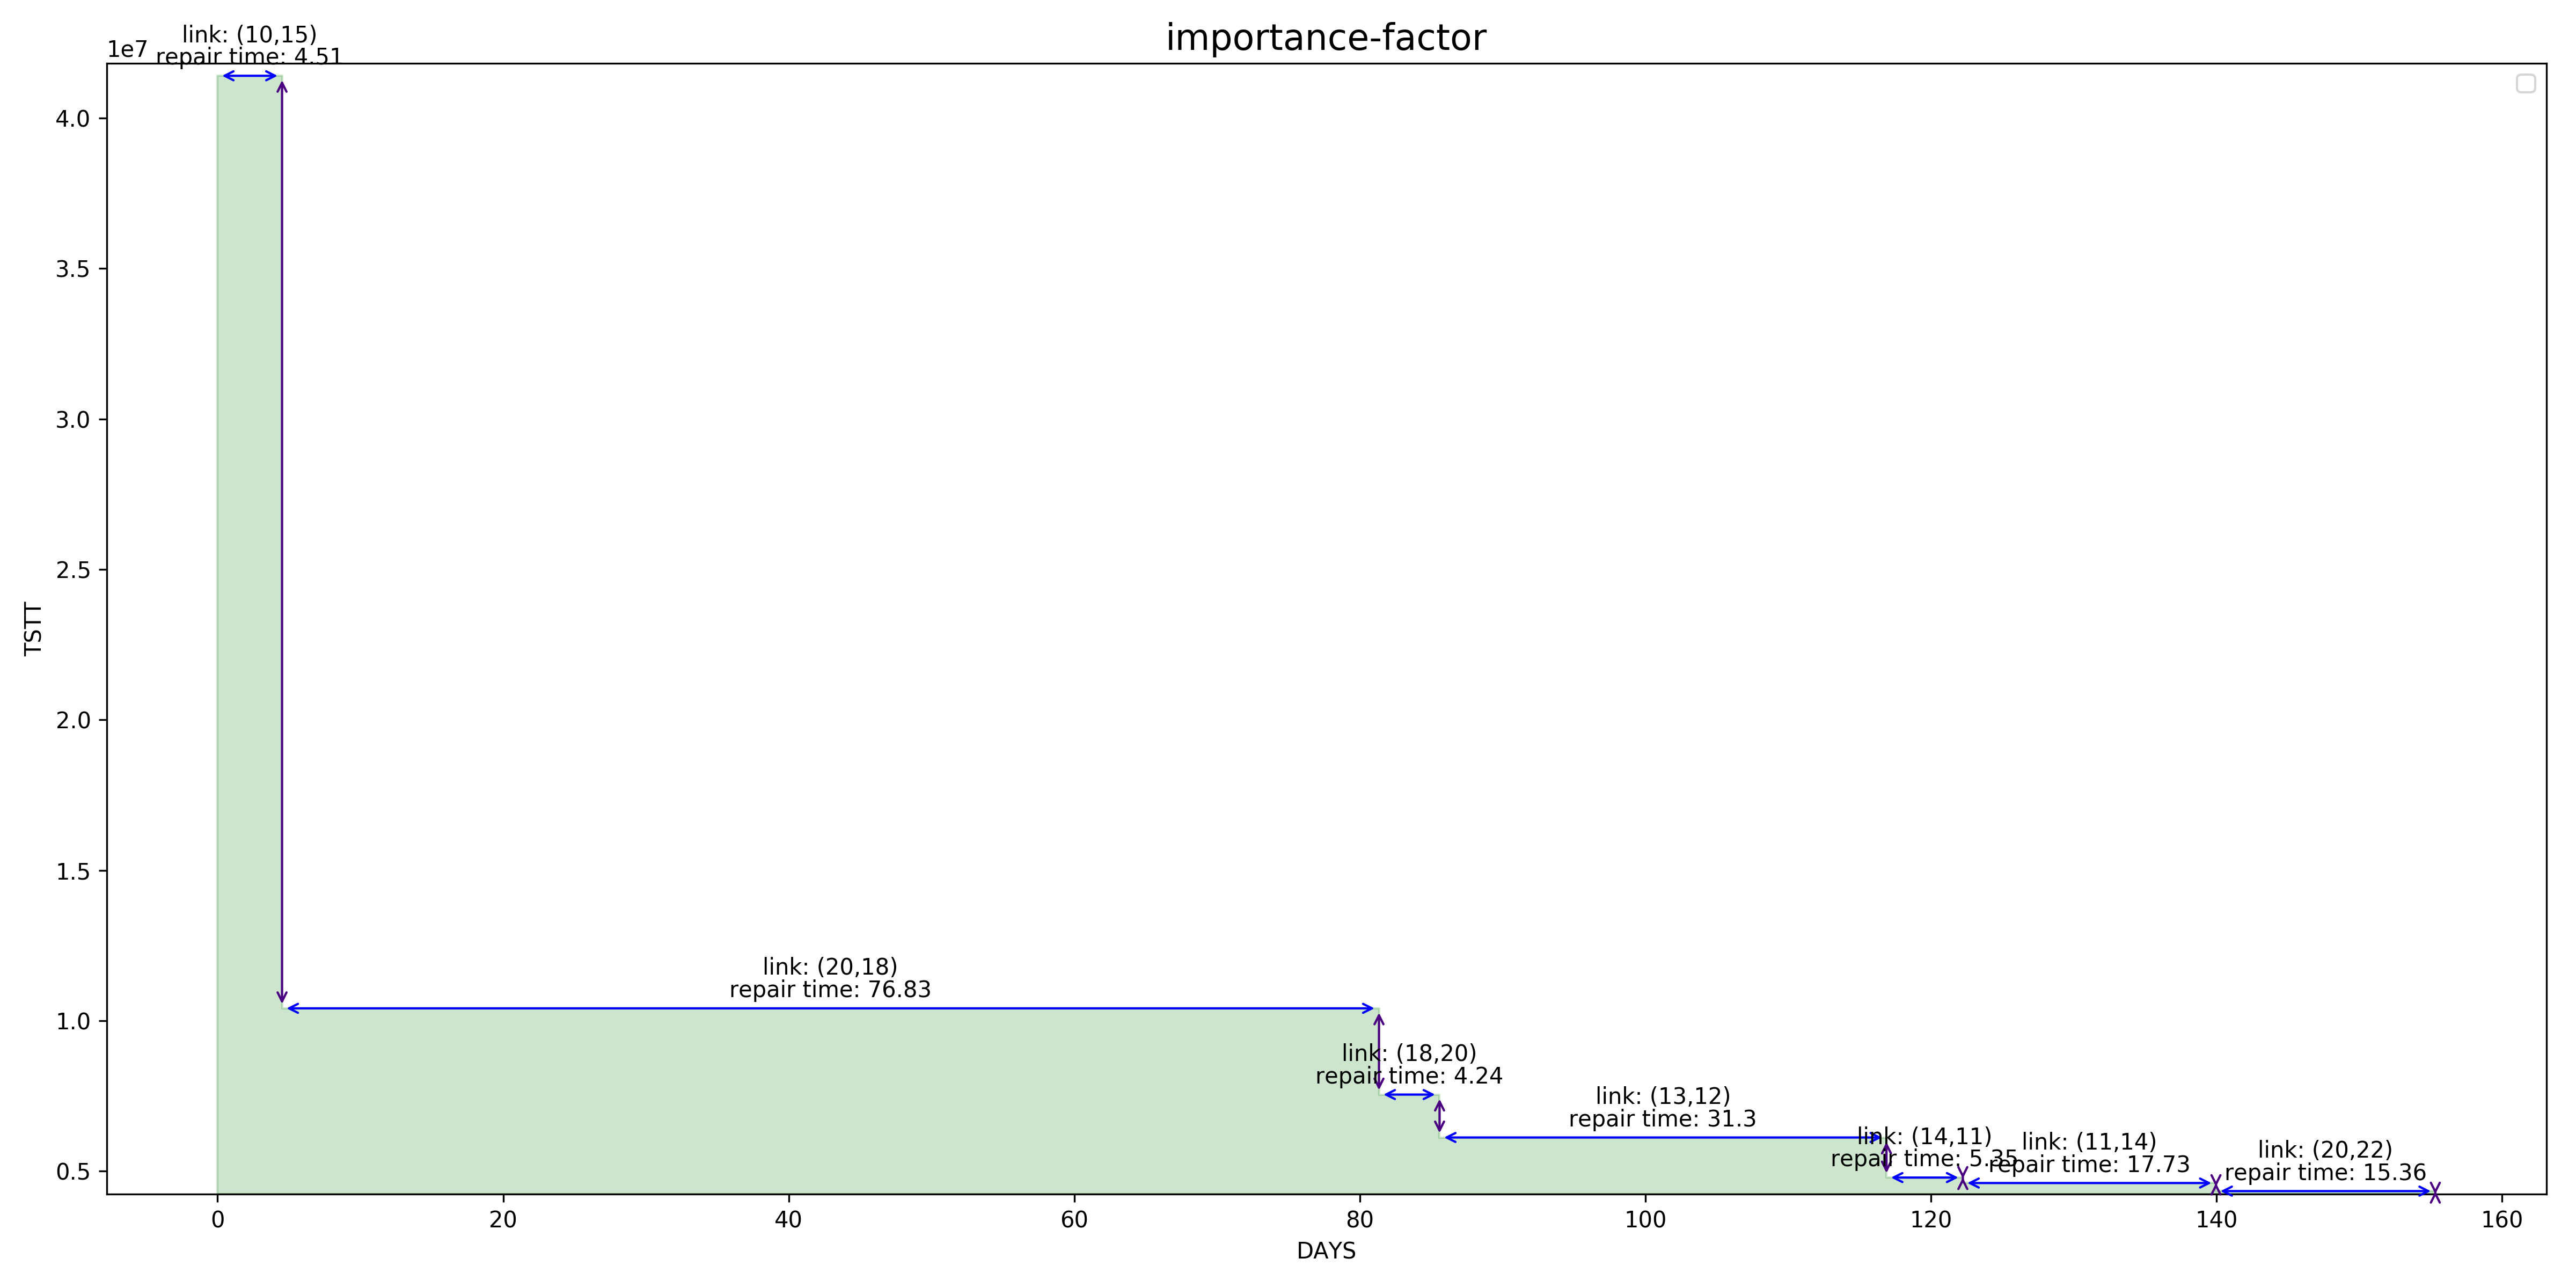 importance-factor
1e7
link: (10,15)
repair time: 4.51
4.0
3.5
3.0
2.5
2.0
1.5
1.0
0.5
TSTT
link: (20,18)
repair time: 76.83
link: (18,20)
repair time: 4.24
link: (13,12)
repair time: 31.3
link: (14,11)
repair time: 5.35
link: (11,14)
repair time: 17.73
link: (20,22)
repair time: 15.36
0 20 40 60 80 100 120 140 160
DAYS